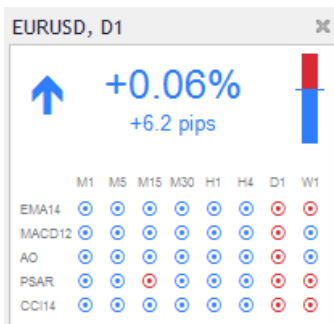 EURUSD, D1
+0.06%
+6.2 pips
M1 M5 M15 M30 H1 H4 D1 W1
EMA14
MACD12
AO
PSAR
CCI14